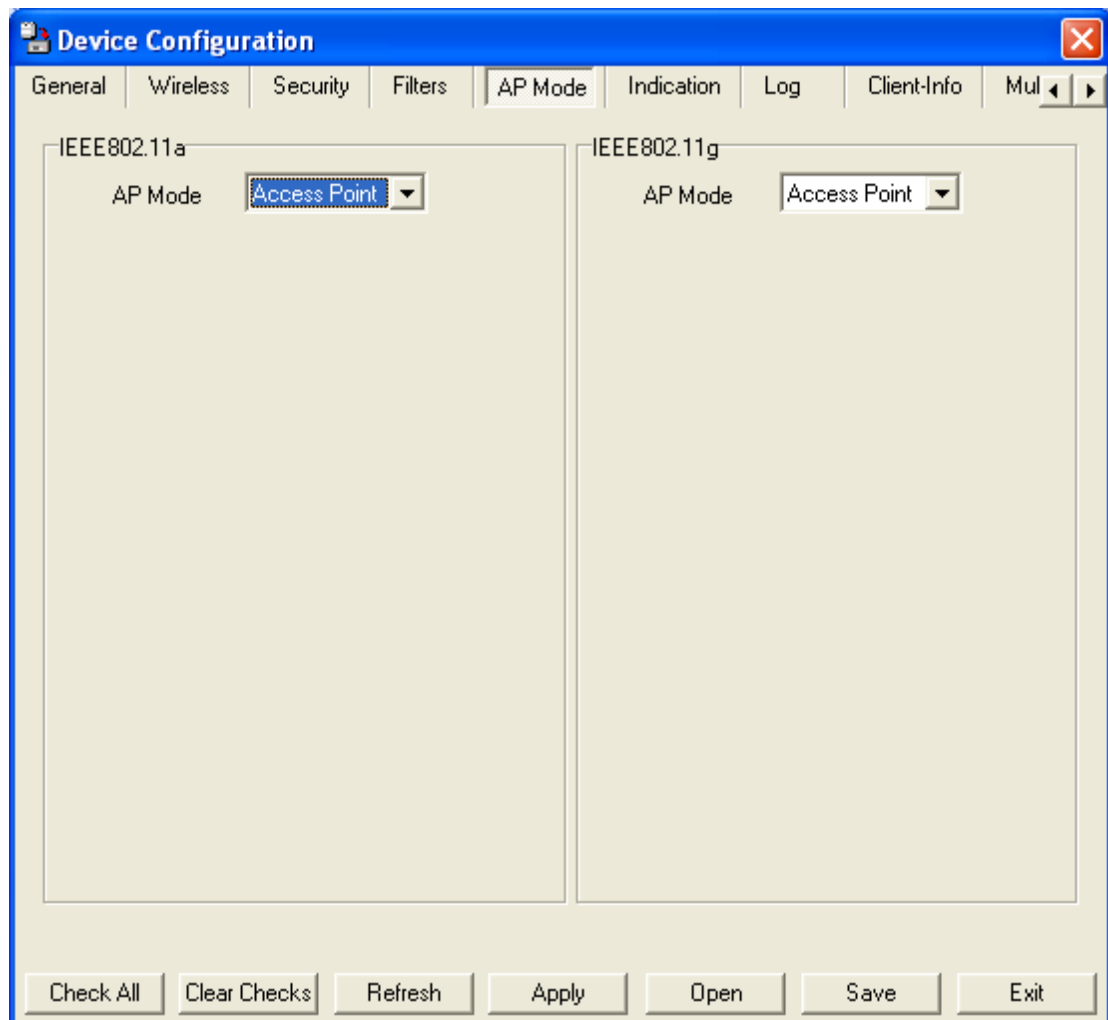 Device Configuration
General Wireless Security Filters AP Mode Indication Log Client-Info Mul
IEEE802.11a IEEE802.11g
AP Mode Access Point AP Mode Access Point
Check All Clear Checks Refresh Apply Open Save Exit